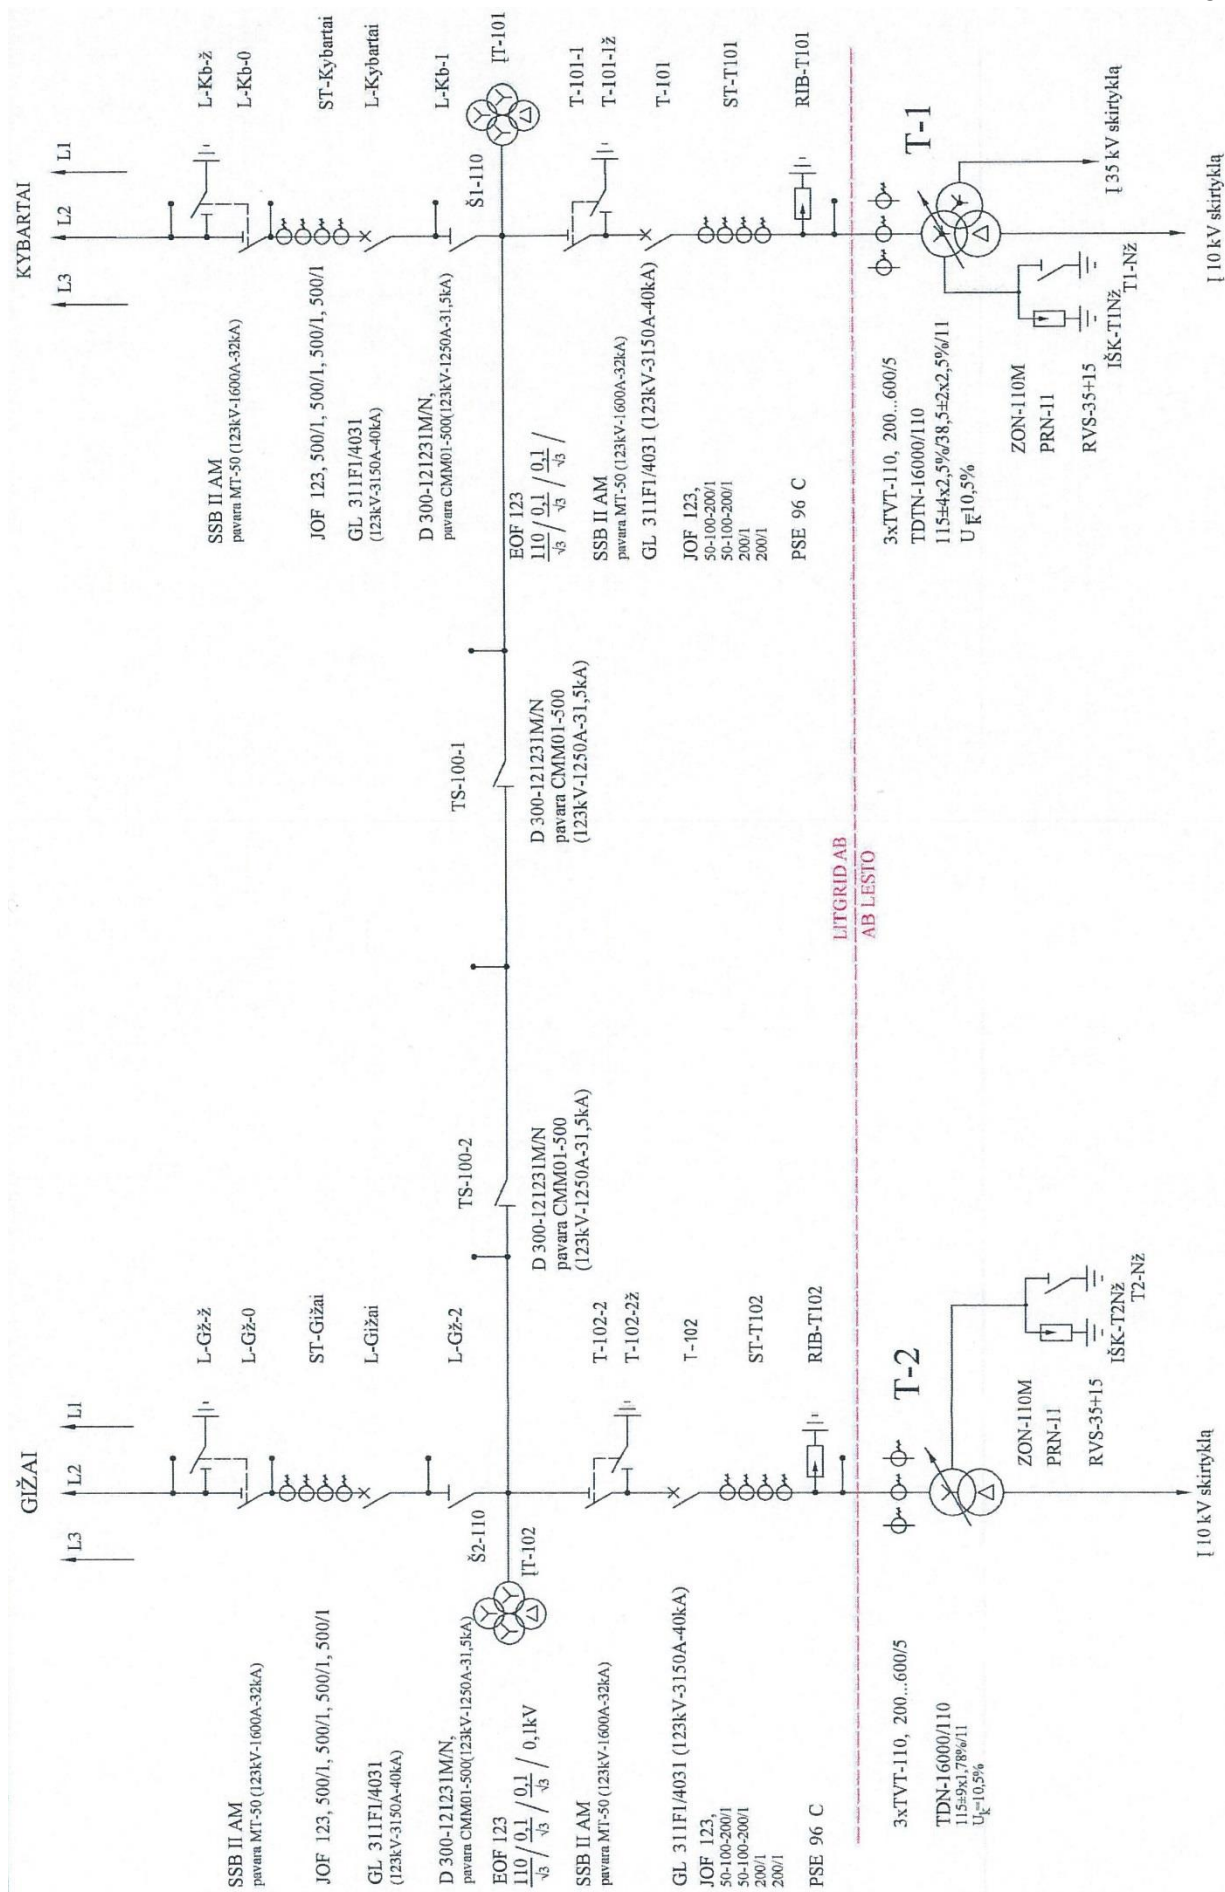 GIŽAI
L3
L2
L1
SSB II AM
pavara MT-50 (123kV-1600A-32kA)
L-Gž-ž
L-Gž-0
JOF 123, 500/1, 500/1, 500/1, 500/1
ST-Gižai
GL 311F1/4031
(123kV-3150A-40kA)
L-Gižai
D 300-121231M/N,
pavara CMM01-500(123kV-1250A-31,5kA)
L-Gž-2
Š2-110
ĮT-102
EOF 123
110/√3 / 0,1/√3 / 0,1/√3 / 0,1kV
SSB II AM
pavara MT-50 (123kV-1600A-32kA)
T-102-2
T-102-2ž
GL 311F1/4031 (123kV-3150A-40kA)
T-102
JOF 123,
50-100-200/1
50-100-200/1
200/1
200/1
ST-T102
PSE 96 C
RIB-T102
3xTVT-110, 200...600/5
TDN-16000/110
115±9x1,78%/11
Uk=10,5%
T-2
ZON-110M
PRN-11
RVS-35+15
IŠK-T2Nž
T2-Nž
Į 10 kV skirtyklą
TS-100-2
D 300-121231M/N
pavara CMM01-500
(123kV-1250A-31,5kA)
TS-100-1
D 300-121231M/N
pavara CMM01-500
(123kV-1250A-31,5kA)
LITGRID AB
AB LESTO
KYBARTAI
L3
L2
L1
SSB II AM
pavara MT-50 (123kV-1600A-32kA)
L-Kb-ž
L-Kb-0
JOF 123, 500/1, 500/1, 500/1, 500/1
ST-Kybartai
GL 311F1/4031
(123kV-3150A-40kA)
L-Kybartai
D 300-121231M/N,
pavara CMM01-500(123kV-1250A-31,5kA)
L-Kb-1
Š1-110
ĮT-101
EOF 123
110/√3 / 0,1/√3 / 0,1/√3 /
SSB II AM
pavara MT-50 (123kV-1600A-32kA)
T-101-1
T-101-1ž
GL 311F1/4031 (123kV-3150A-40kA)
T-101
JOF 123,
50-100-200/1
50-100-200/1
200/1
200/1
ST-T101
PSE 96 C
RIB-T101
3xTVT-110, 200...600/5
TDTN-16000/110
115±4x2,5%/38,5±2x2,5%/11
Uk=10,5%
T-1
ZON-110M
PRN-11
RVS-35+15
IŠK-T1Nž
T1-Nž
Į 35 kV skirtyklą
Į 10 kV skirtyklą